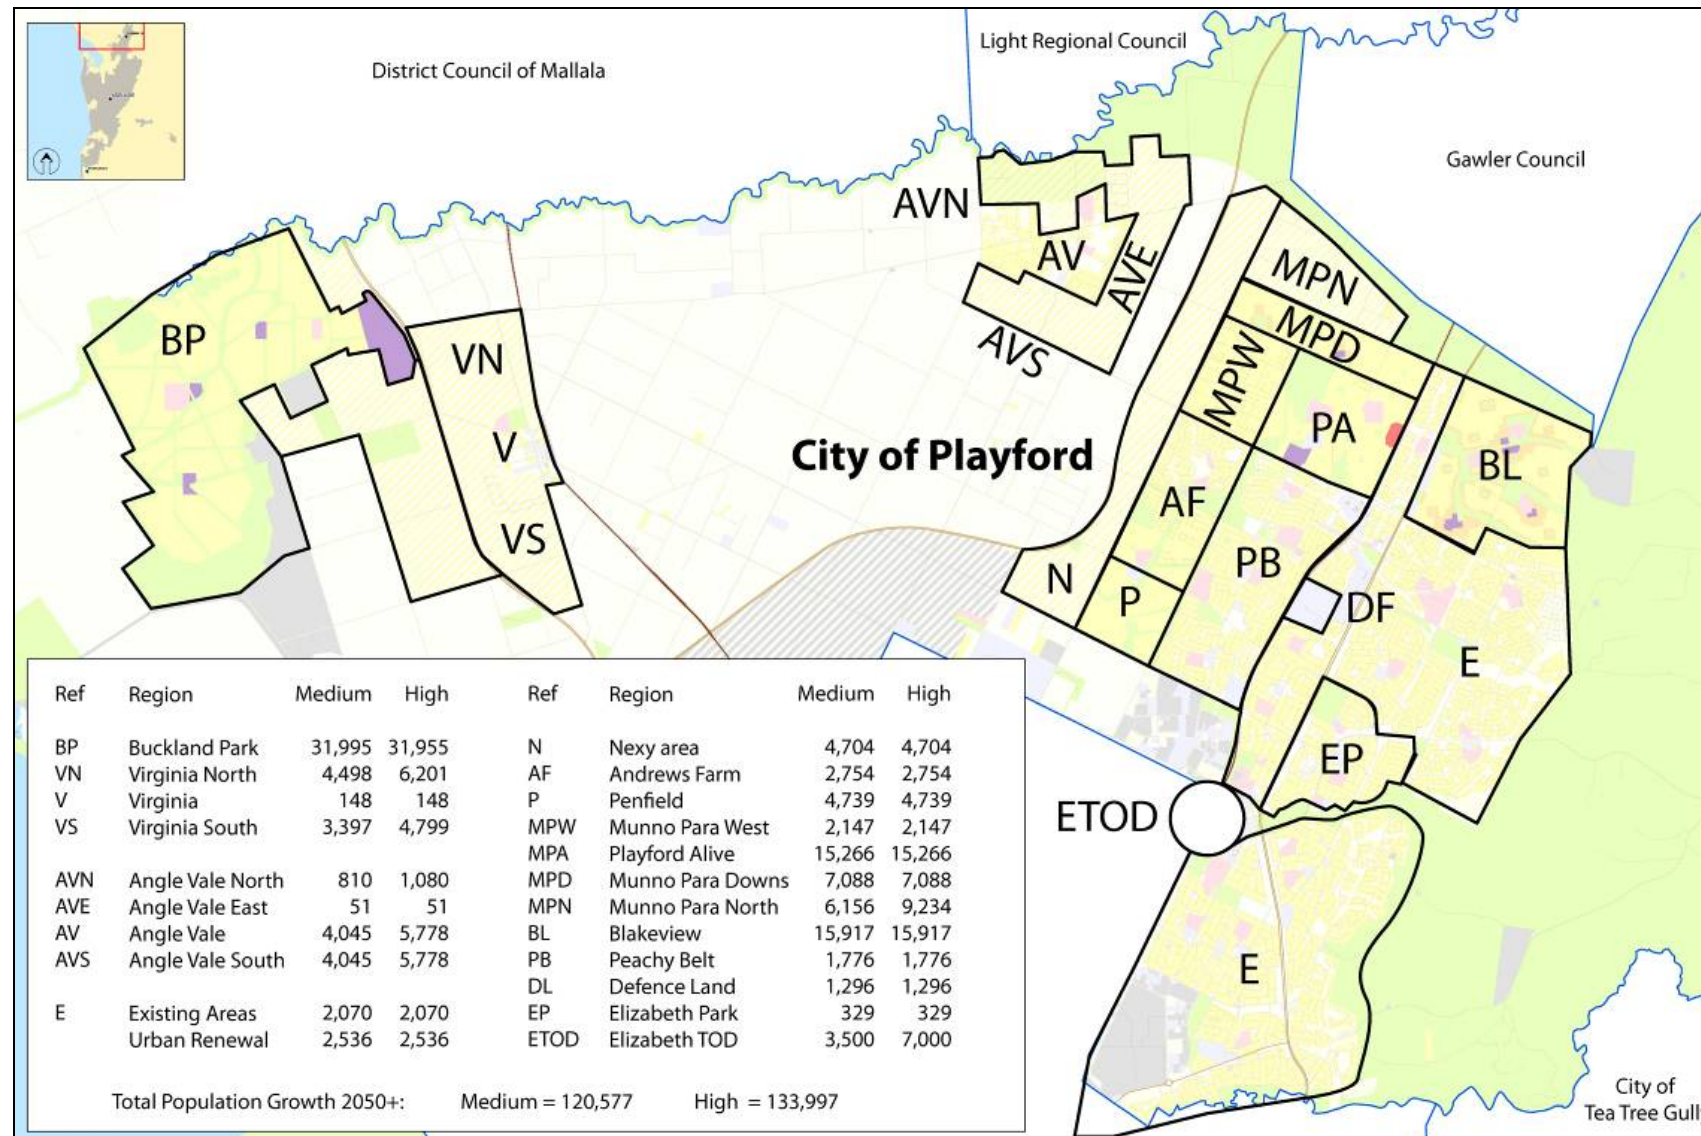 District Council of Mallala
Light Regional Council
Gawler Council
AVN
AV
AVE
AVS
MPN
MPD
MPW
BP
VN
V
VS
City of Playford
PA
BL
AF
PB
N
P
DF
E
EP
ETOD
E
City of
Tea Tree Gull
Ref Region Medium High Ref Region Medium High
BP Buckland Park 31,995 31,955 N Nexy area 4,704 4,704
VN Virginia North 4,498 6,201 AF Andrews Farm 2,754 2,754
V Virginia 148 148 P Penfield 4,739 4,739
VS Virginia South 3,397 4,799 MPW Munno Para West 2,147 2,147
MPA Playford Alive 15,266 15,266
AVN Angle Vale North 810 1,080 MPD Munno Para Downs 7,088 7,088
AVE Angle Vale East 51 51 MPN Munno Para North 6,156 9,234
AV Angle Vale 4,045 5,778 BL Blakeview 15,917 15,917
AVS Angle Vale South 4,045 5,778 PB Peachy Belt 1,776 1,776
DL Defence Land 1,296 1,296
E Existing Areas 2,070 2,070 EP Elizabeth Park 329 329
Urban Renewal 2,536 2,536 ETOD Elizabeth TOD 3,500 7,000
Total Population Growth 2050+: Medium = 120,577 High = 133,997